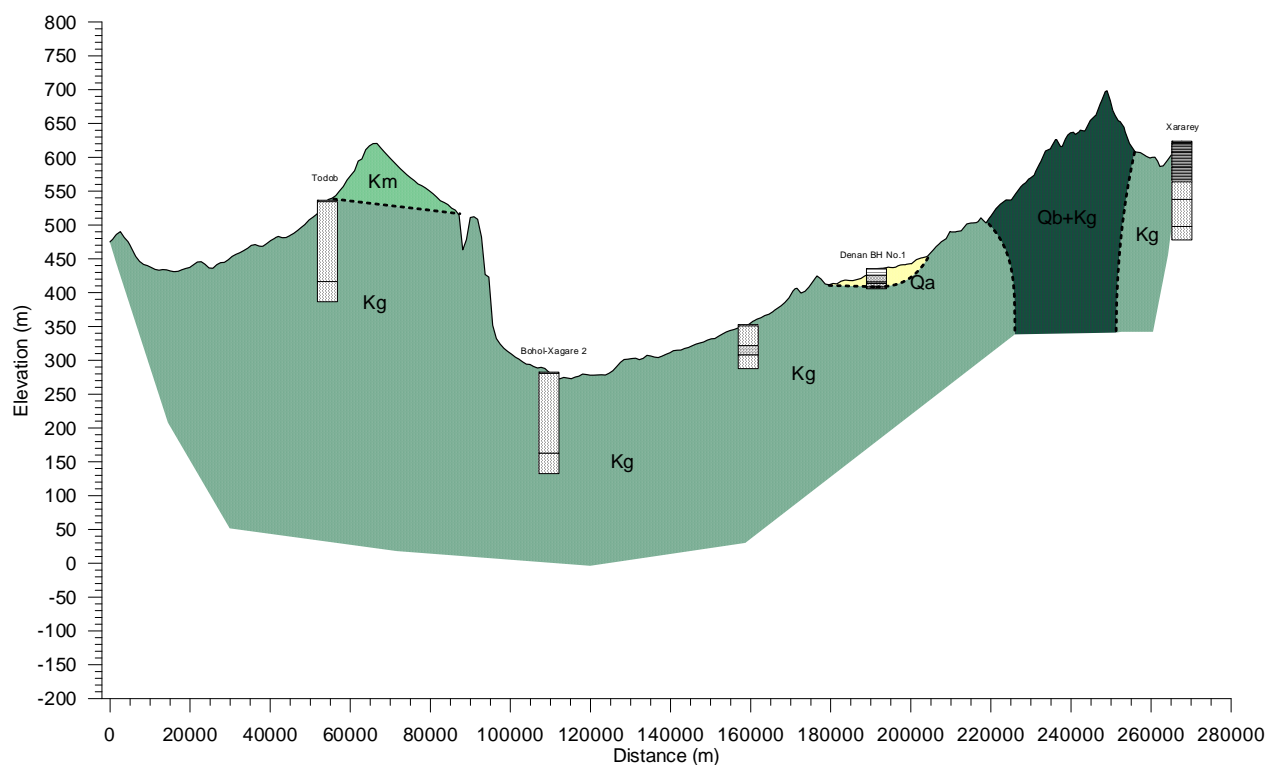 800
750
700
650
600
550
500
450
400
350
300
250
200
150
100
50
0
-50
-100
-150
-200
Elevation (m)
Xararey
Todob
Km
Qb+Kg
Kg
Denan BH No.1
Qa
Kg
Bohol-Xagare 2
Kg
Kg
0 20000 40000 60000 80000 100000 120000 140000 160000 180000 200000 220000 240000 260000 280000
Distance (m)